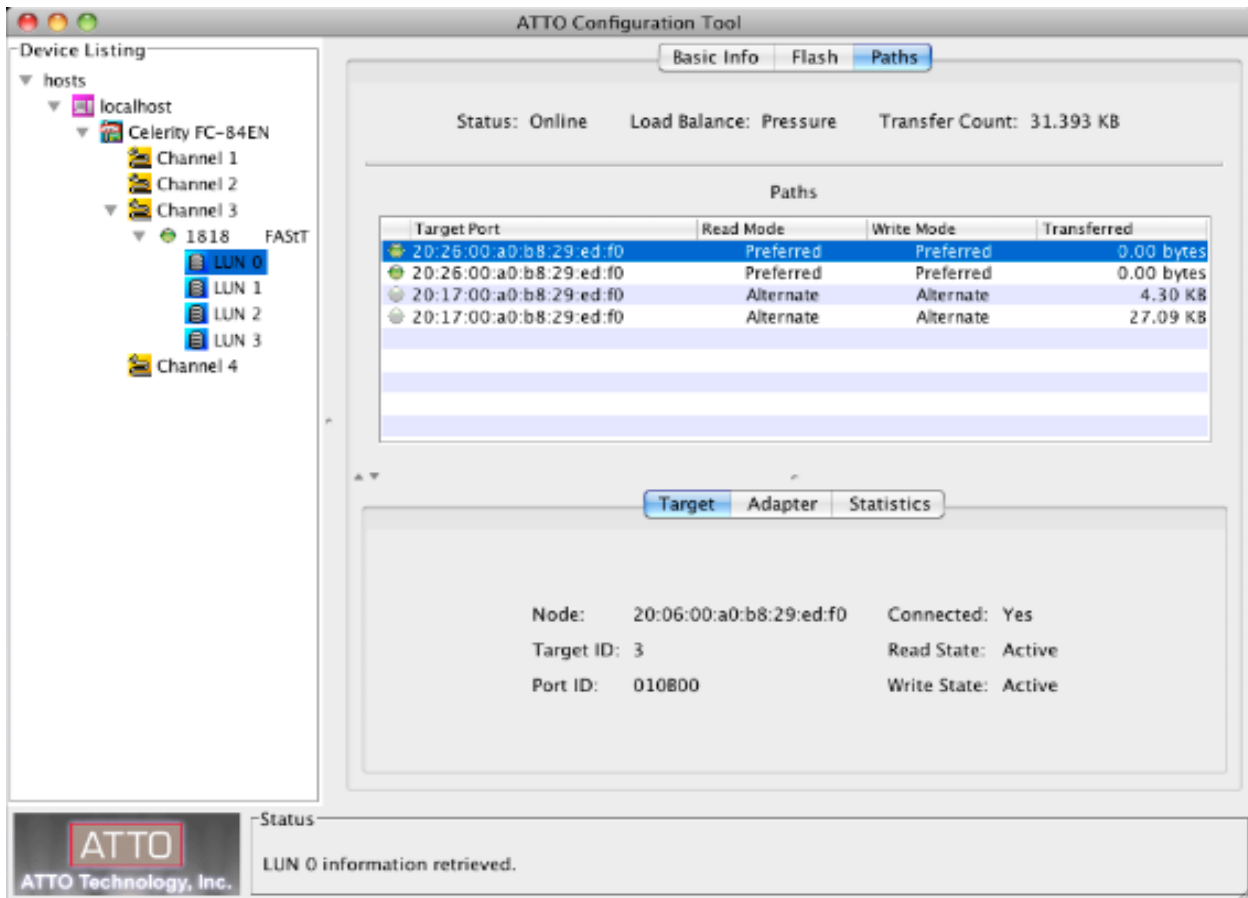 ATTO Configuration Tool
Device Listing
hosts
localhost
Celerity FC-84EN
Channel 1
Channel 2
Channel 3
1818 FAStT
LUN 0
LUN 1
LUN 2
LUN 3
Channel 4
Basic Info Flash Paths
Status: Online Load Balance: Pressure Transfer Count: 31.393 KB
Paths
Target Port Read Mode Write Mode Transferred
20:26:00:a0:b8:29:ed:f0 Preferred Preferred 0.00 bytes
20:26:00:a0:b8:29:ed:f0 Preferred Preferred 0.00 bytes
20:17:00:a0:b8:29:ed:f0 Alternate Alternate 4.30 KB
20:17:00:a0:b8:29:ed:f0 Alternate Alternate 27.09 KB
Target Adapter Statistics
Node: 20:06:00:a0:b8:29:ed:f0 Connected: Yes
Target ID: 3 Read State: Active
Port ID: 010B00 Write State: Active
ATTO
ATTO Technology, Inc.
Status
LUN 0 information retrieved.